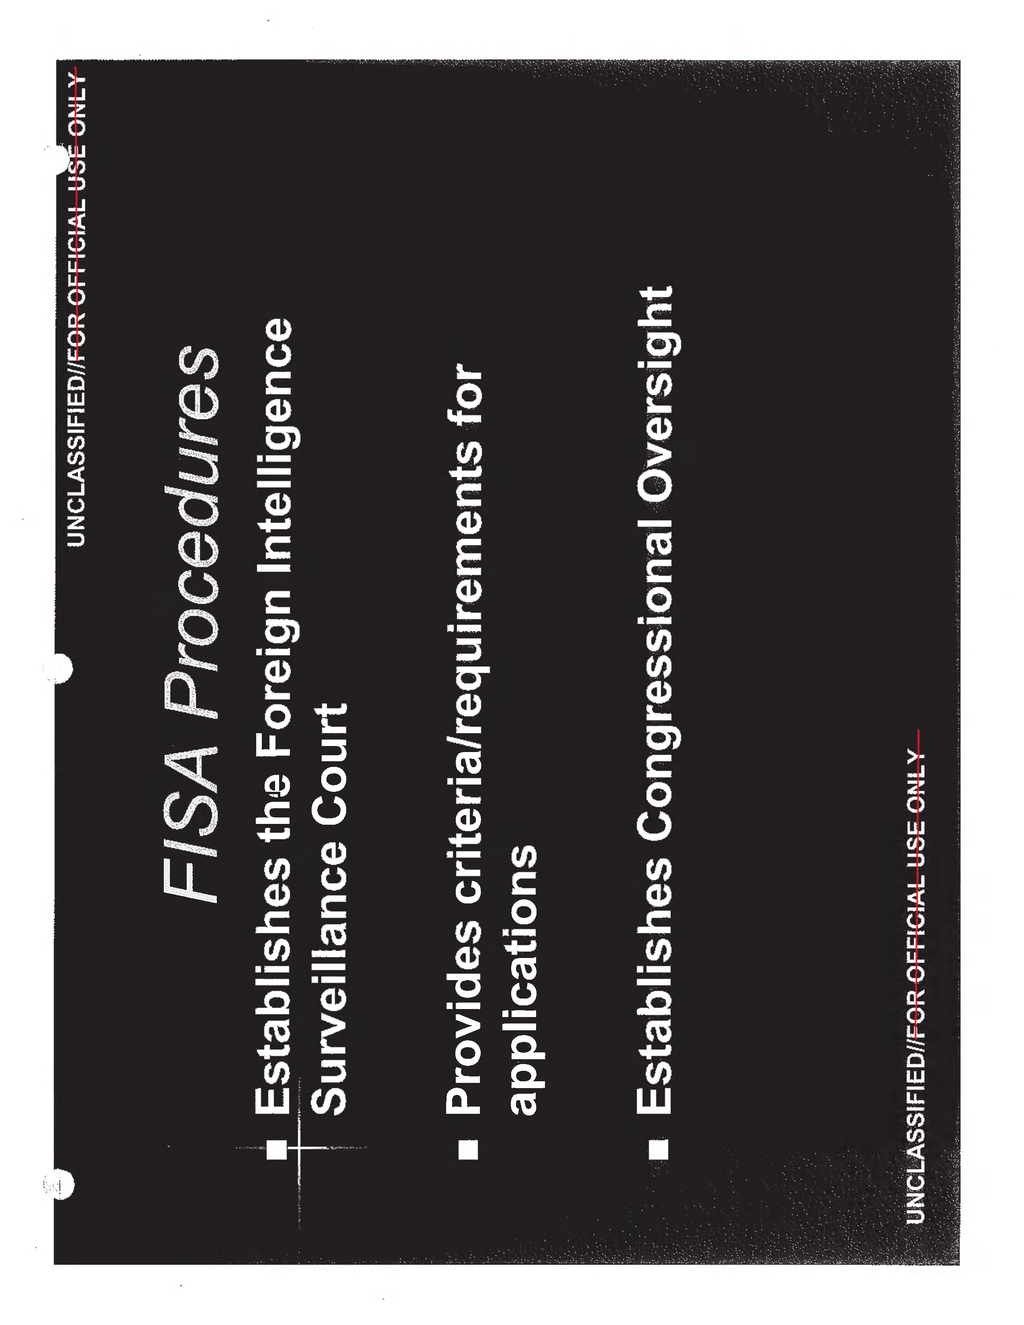 UNCLASSIFIED//FOR OFFICIAL USE ONLY
FISA Procedures
■ Establishes the Foreign Intelligence
Surveillance Court
■ Provides criteria/requirements for
applications
■ Establishes Congressional Oversight
UNCLASSIFIED//FOR OFFICIAL USE ONLY